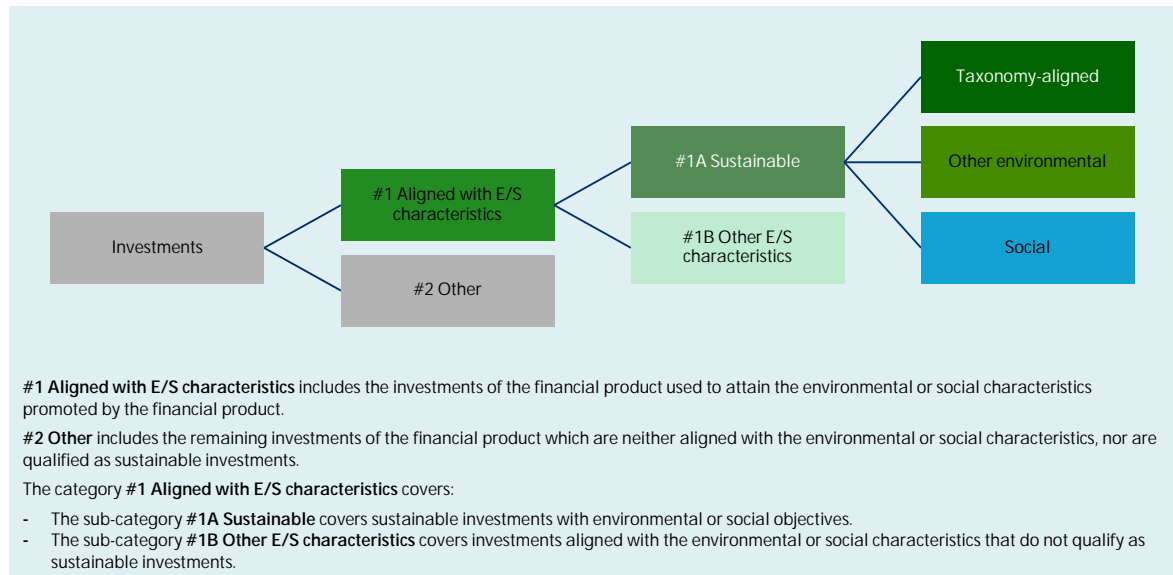 Taxonomy-aligned
#1A Sustainable
Other environmental
#1 Aligned with E/S
characteristics
Investments
#1B Other E/S
characteristics
Social
#2 Other
#1 Aligned with E/S characteristics includes the investments of the financial product used to attain the environmental or social characteristics
promoted by the financial product.
#2 Other includes the remaining investments of the financial product which are neither aligned with the environmental or social characteristics, nor are
qualified as sustainable investments.
The category #1 Aligned with E/S characteristics covers:
- The sub-category #1A Sustainable covers sustainable investments with environmental or social objectives.
- The sub-category #1B Other E/S characteristics covers investments aligned with the environmental or social characteristics that do not qualify as
sustainable investments.